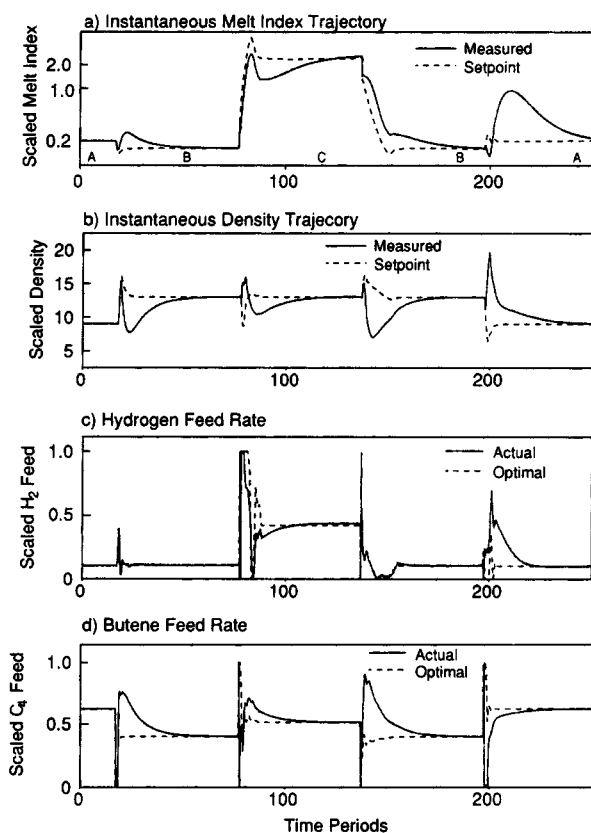 a) Instantaneous Melt Index Trajectory
Scaled Melt Index
2.0
1.0
0.2
Measured
Setpoint
A B C B A
0 100 200
b) Instantaneous Density Trajecory
Scaled Density
20
15
10
5
Measured
Setpoint
0 100 200
c) Hydrogen Feed Rate
Scaled H2 Feed
1.0
0.5
0
Actual
Optimal
0 100 200
d) Butene Feed Rate
Scaled C4 Feed
1.0
0.5
0
Actual
Optimal
0 100 200
Time Periods